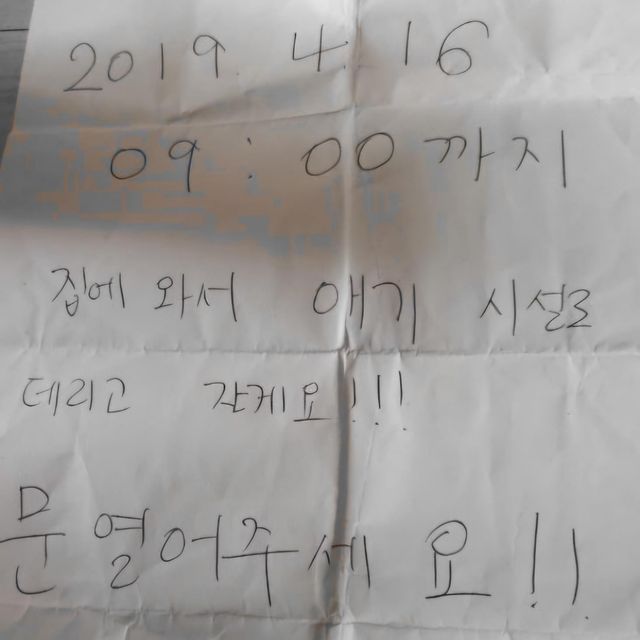 2019. 4. 16
09 : 00 까지
집에 와서 애기 시설로
데리고 갈게요!!!
문 열어주세요!!